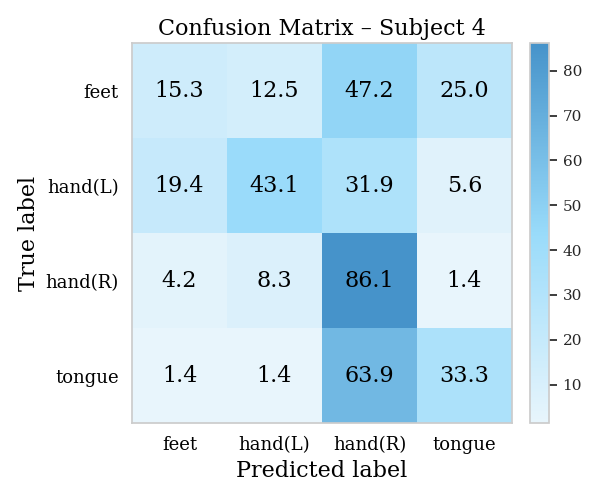 Confusion Matrix – Subject 4
feet 15.3 12.5 47.2 25.0
hand(L) 19.4 43.1 31.9 5.6
hand(R) 4.2 8.3 86.1 1.4
tongue 1.4 1.4 63.9 33.3
feet hand(L) hand(R) tongue
Predicted label
True label
80
70
60
50
40
30
20
10